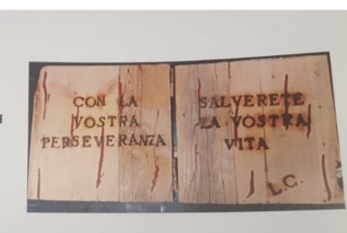 CON LA
VOSTRA
PERSEVERANZA
SALVERETE
LA VOSTRA
VITA
L.C.